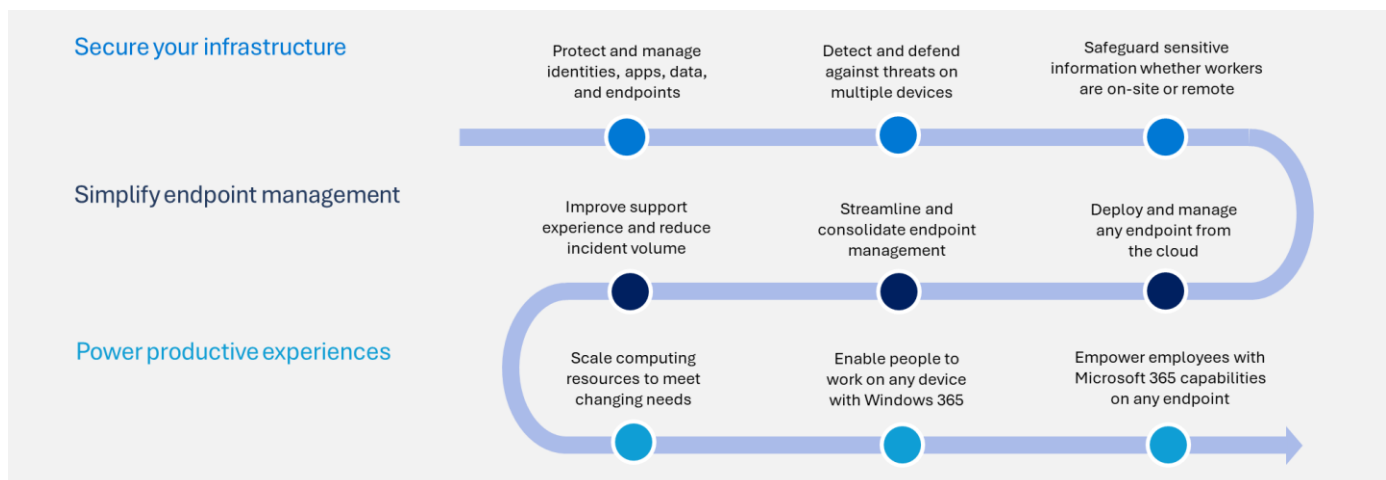 Secure your infrastructure
Protect and manage
identities, apps, data,
and endpoints
Detect and defend
against threats on
multiple devices
Safeguard sensitive
information whether workers
are on-site or remote
Simplify endpoint management
Improve support
experience and reduce
incident volume
Streamline and
consolidate endpoint
management
Deploy and manage
any endpoint from
the cloud
Power productive experiences
Scale computing
resources to meet
changing needs
Enable people to
work on any device
with Windows 365
Empower employees with
Microsoft 365 capabilities
on any endpoint